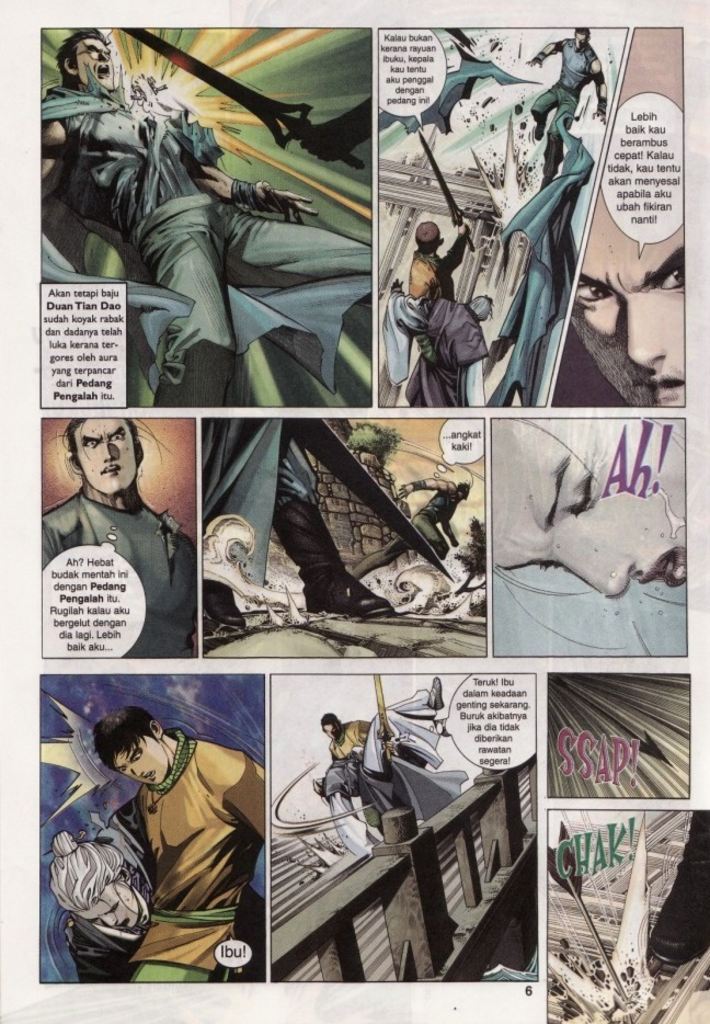 Akan tetapi baju
Duan Tian Dao
sudah koyak rabak
dan dadanya telah
luka kerana ter-
gores oleh aura
yang terpancar
dari Pedang
Pengalah itu.
Kalau bukan
kerana rayuan
ibuku, kepala
kau tentu
aku penggal
dengan
pedang ini!
Lebih
baik kau
berambus
cepat! Kalau
tidak, kau tentu
akan menyesal
apabila aku
ubah fikiran
nanti!
Ah? Hebat
budak mentah ini
dengan Pedang
Pengalah itu.
Rugilah kalau aku
bergelut dengan
dia lagi. Lebih
baik aku...
...angkat
kaki!
Ah!
Ibu!
Teruk! Ibu
dalam keadaan
genting sekarang.
Buruk akibatnya
jika dia tidak
diberikan
rawatan
segera!
SSAP!
CHAK!
6